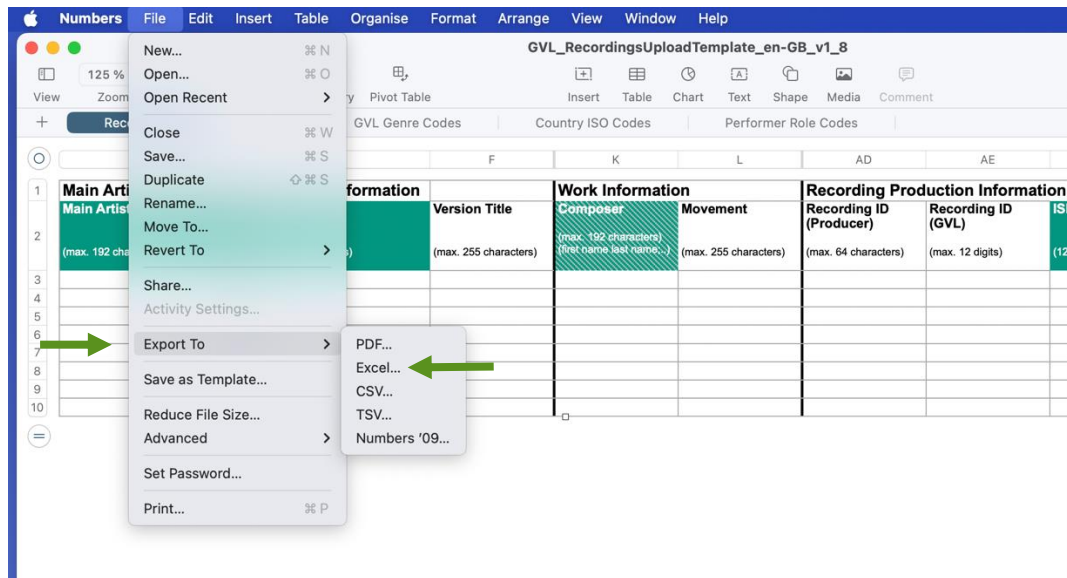 Numbers File Edit Insert Table Organise Format Arrange View Window Help
GVL_RecordingsUploadTemplate_en-GB_v1_8
125 %
View Zoom Pivot Table Insert Table Chart Text Shape Media Comment
GVL Genre Codes Country ISO Codes Performer Role Codes
New... ⌘ N
Open... ⌘ O
Open Recent >
Close ⌘ W
Save... ⌘ S
Duplicate ⇧ ⌘ S
Rename...
Move To...
Revert To >
Share...
Activity Settings...
Export To >
Save as Template...
Reduce File Size...
Advanced >
Set Password...
Print... ⌘ P
PDF...
Excel...
CSV...
TSV...
Numbers '09...
F K L AD AE
1 Main Arti formation Work Information Recording Production Information
2
Main Artist
(max. 192 cha
Version Title
(max. 255 characters)
Composer
(max. 192 characters)
(first name last name;..)
Movement
(max. 255 characters)
Recording ID
(Producer)
(max. 64 characters)
Recording ID
(GVL)
(max. 12 digits)
IS
(12
3
4
5
6
7
8
9
10